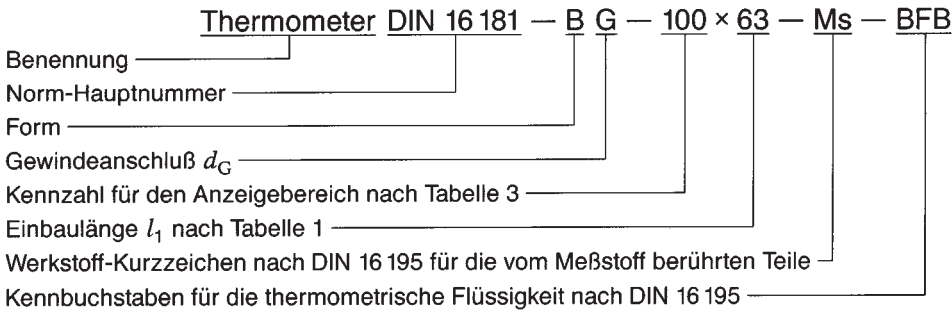 Thermometer DIN 16 181 — B G — 100 × 63 — Ms — BFB
Benennung
Norm-Hauptnummer
Form
Gewindeanschluß dG
Kennzahl für den Anzeigebereich nach Tabelle 3
Einbaulänge l1 nach Tabelle 1
Werkstoff-Kurzzeichen nach DIN 16 195 für die vom Meßstoff berührten Teile
Kennbuchstaben für die thermometrische Flüssigkeit nach DIN 16 195